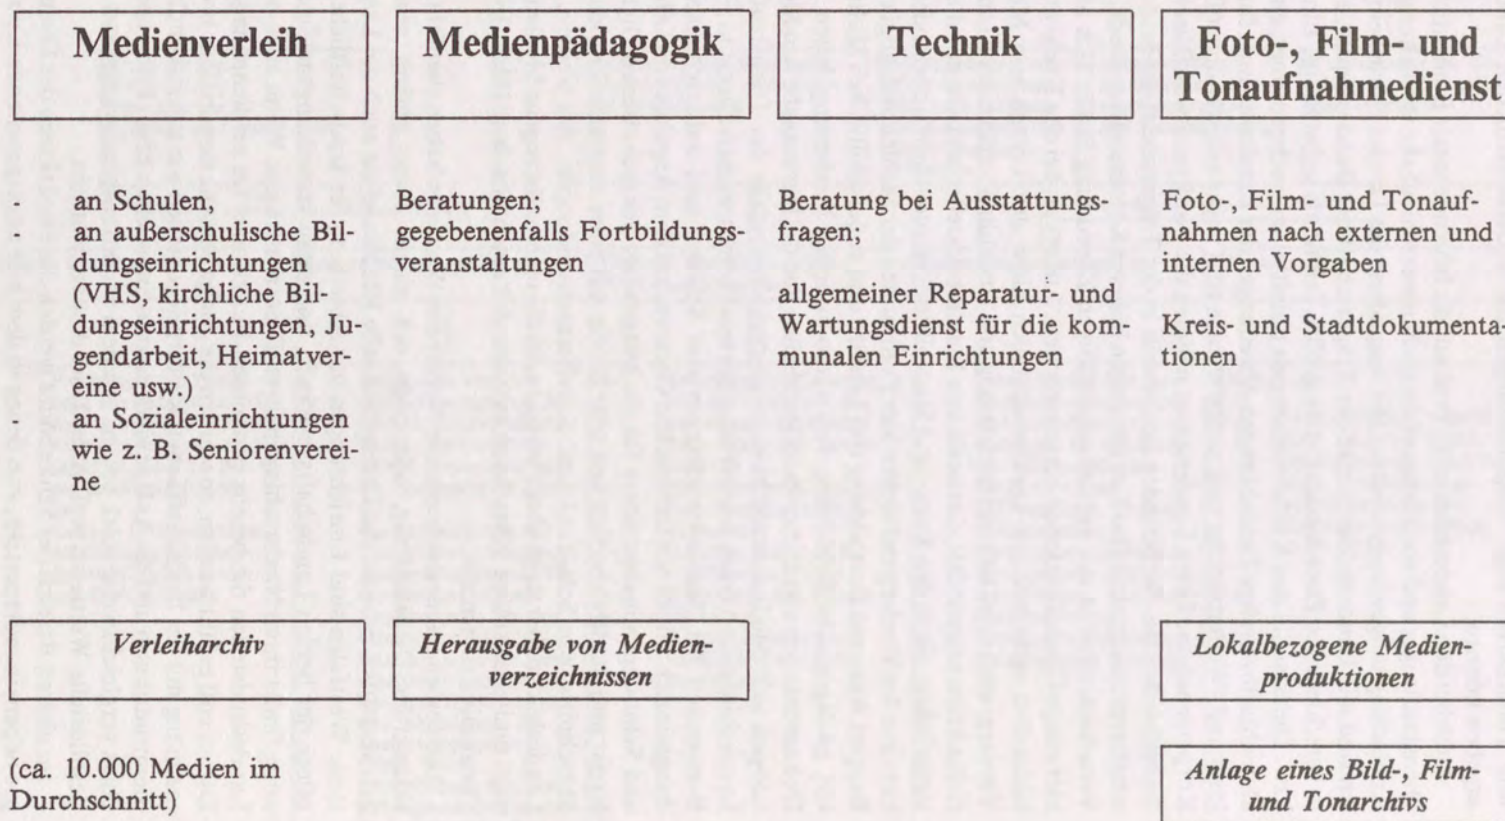 Medienverleih
- an Schulen,
- an außerschulische Bil-
dungseinrichtungen
(VHS, kirchliche Bil-
dungseinrichtungen, Ju-
gendarbeit, Heimatver-
eine usw.)
- an Sozialeinrichtungen
wie z. B. Seniorenverei-
ne
Verleiharchiv
(ca. 10.000 Medien im
Durchschnitt)
Medienpädagogik
Beratungen;
gegebenenfalls Fortbildungs-
veranstaltungen
Herausgabe von Medien-
verzeichnissen
Technik
Beratung bei Ausstattungs-
fragen;
allgemeiner Reparatur- und
Wartungsdienst für die kom-
munalen Einrichtungen
Foto-, Film- und
Tonaufnahmedienst
Foto-, Film- und Tonauf-
nahmen nach externen und
internen Vorgaben
Kreis- und Stadtdokumenta-
tionen
Lokalbezogene Medien-
produktionen
Anlage eines Bild-, Film-
und Tonarchivs